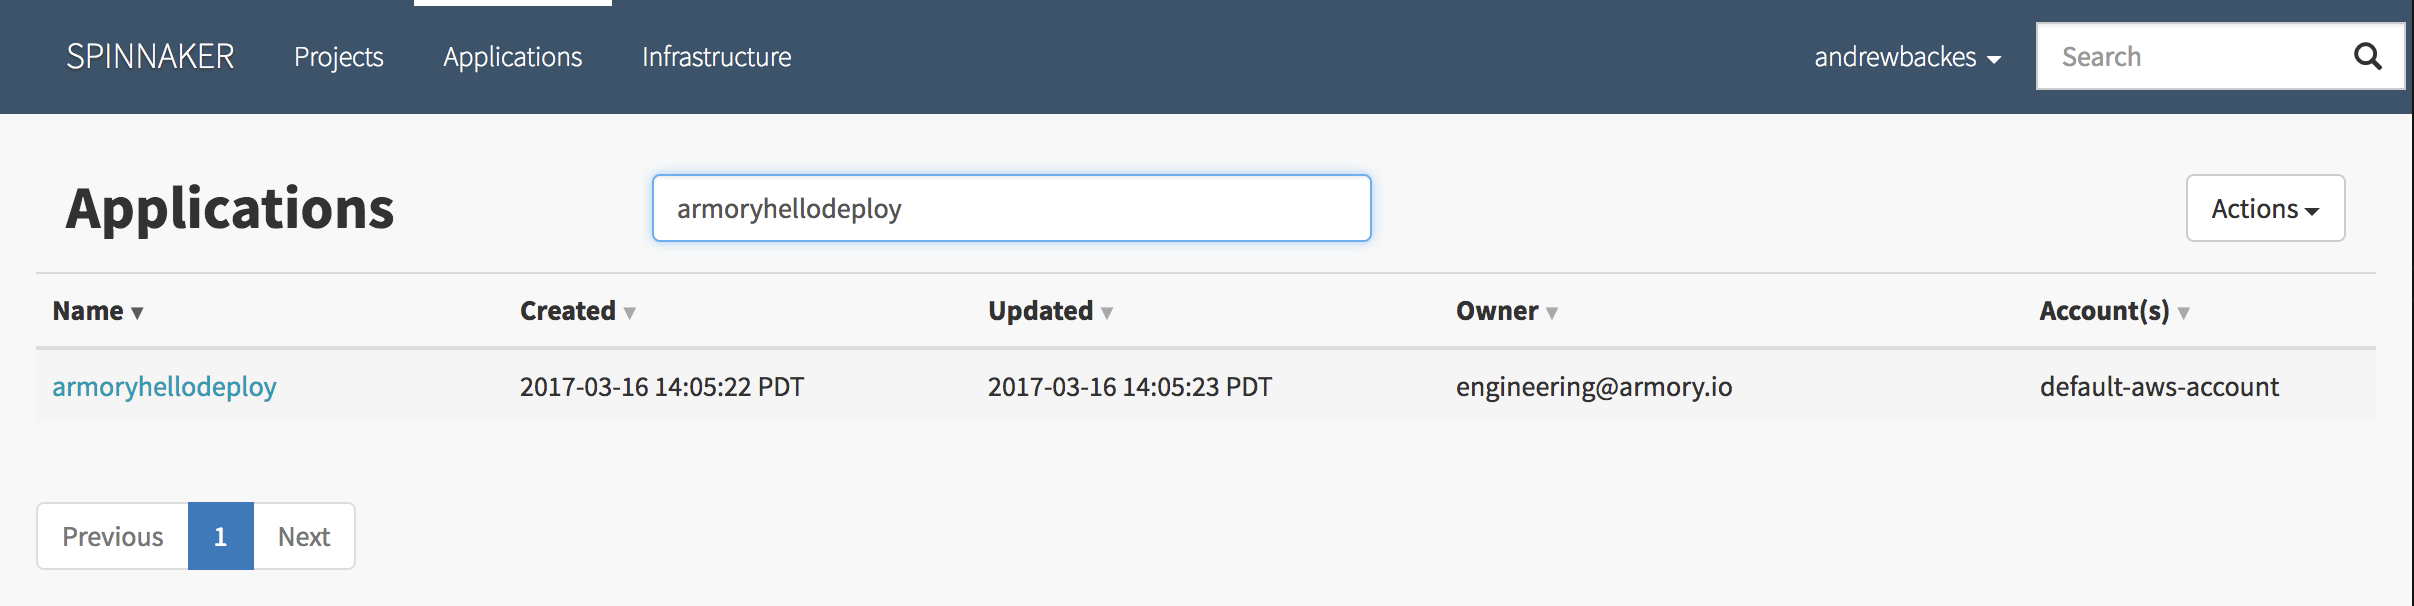 SPINNAKER Projects Applications Infrastructure andrewbackes Search
Applications armoryhellodeploy Actions
Name Created Updated Owner Account(s)
armoryhellodeploy 2017-03-16 14:05:22 PDT 2017-03-16 14:05:23 PDT engineering@armory.io default-aws-account
Previous 1 Next